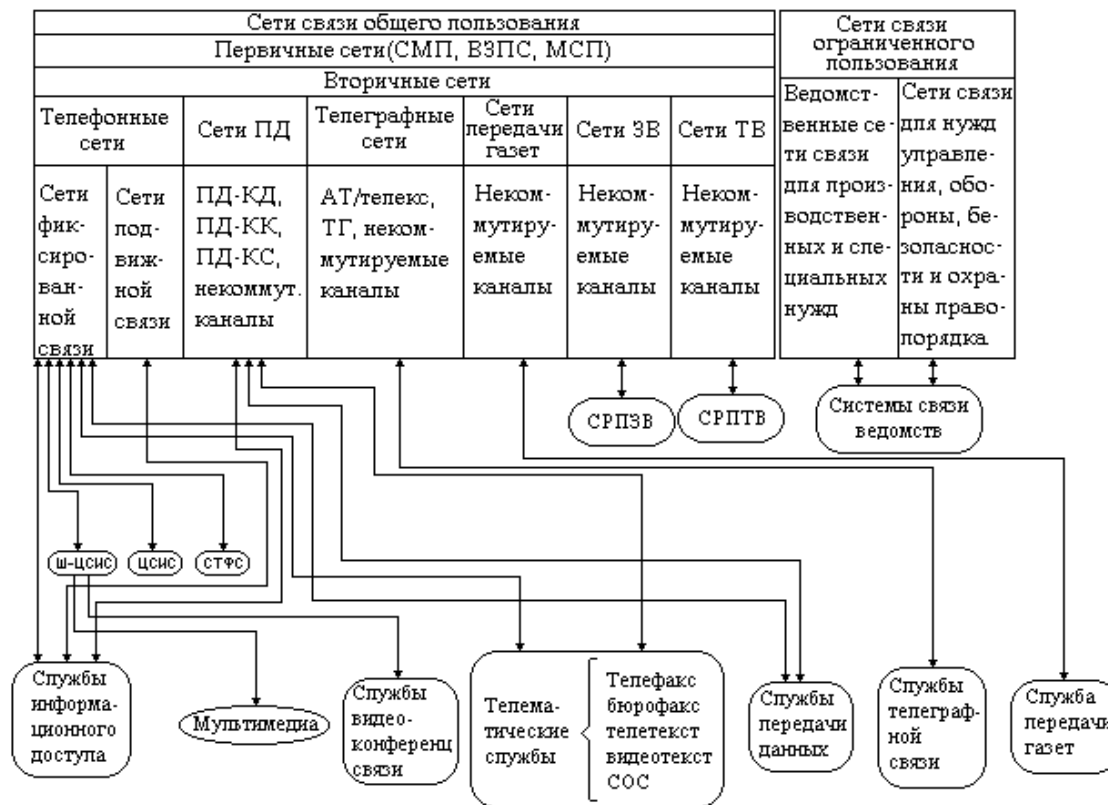 Сети связи общего пользования
Первичные сети(СМП, ВЗПС, МСП)
Вторичные сети
Телефонные
сети
Сети ПД
Телеграфные
сети
Сети
передачи
газет
Сети ЗВ
Сети ТВ
Сети
фик-
сиро-
ван-
ной
связи
Сети
под-
виж-
ной
связи
ПД-КД,
ПД-КК,
ПД-КС,
некоммут.
каналы
АТ/телекс,
ТГ, неком-
мутируемые
каналы
Неком-
мутиру-
емые
каналы
Неком-
мутиру-
емые
каналы
Неком-
мутиру-
емые
каналы
Сети связи
ограниченного
пользования
Ведомст-
венные се-
ти связи
для произ-
водствен-
ных и спе-
циальных
нужд
Сети связи
для нужд
управле-
ния, обо-
роны, бе-
зопаснос-
ти и охра-
ны право-
порядка
СРПЗВ
СРПТВ
Системы связи
ведомств
Ш-ЦСИС
ЦСИС
СТФС
Службы
информа-
ционного
доступа
Мультимедиа
Службы
видео-
конференц
связи
Телема-
тические
службы
Телефакс
бюрофакс
телетекст
видеотекст
СОС
Службы
передачи
данных
Службы
телеграф-
ной
связи
Служба
передачи
газет